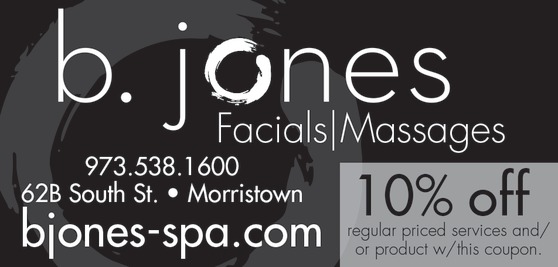 b. jones
Facials|Massages
973.538.1600
62B South St. • Morristown
bjones-spa.com
10% off
regular priced services and/
or product w/this coupon.